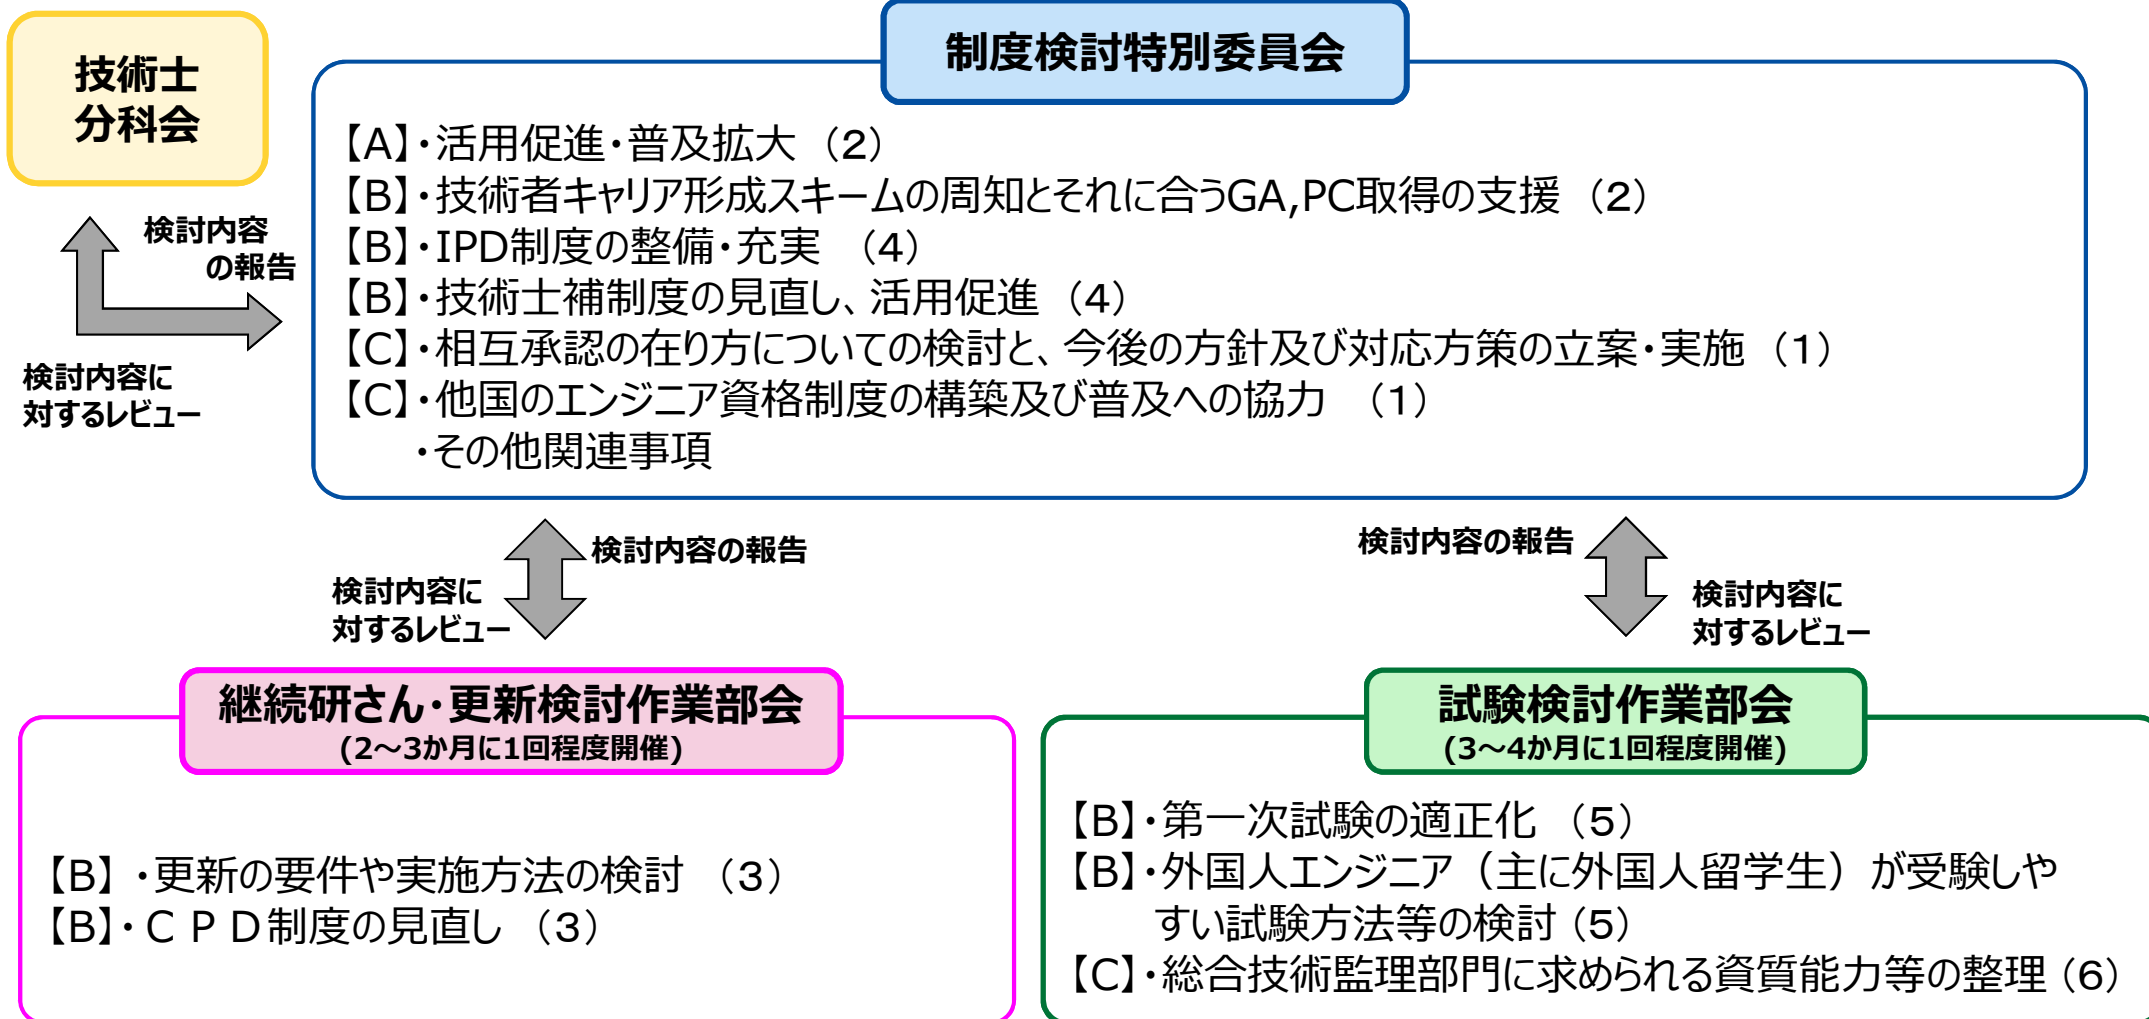 技術士
分科会
制度検討特別委員会
【A】・活用促進・普及拡大 （2）
【B】・技術者キャリア形成スキームの周知とそれに合うGA,PC取得の支援 （2）
【B】・IPD制度の整備・充実 （4）
【B】・技術士補制度の見直し、活用促進 （4）
【C】・相互承認の在り方についての検討と、今後の方針及び対応方策の立案・実施 （1）
【C】・他国のエンジニア資格制度の構築及び普及への協力 （1）
・その他関連事項
検討内容
の報告
検討内容に
対するレビュー
検討内容の報告
検討内容に
対するレビュー
検討内容の報告
検討内容に
対するレビュー
継続研さん・更新検討作業部会
(2～3か月に1回程度開催)
【B】・更新の要件や実施方法の検討 （3）
【B】・ＣＰＤ制度の見直し （3）
試験検討作業部会
(3～4か月に1回程度開催)
【B】・第一次試験の適正化 （5）
【B】・外国人エンジニア（主に外国人留学生）が受験しや
すい試験方法等の検討（5）
【C】・総合技術監理部門に求められる資質能力等の整理（6）